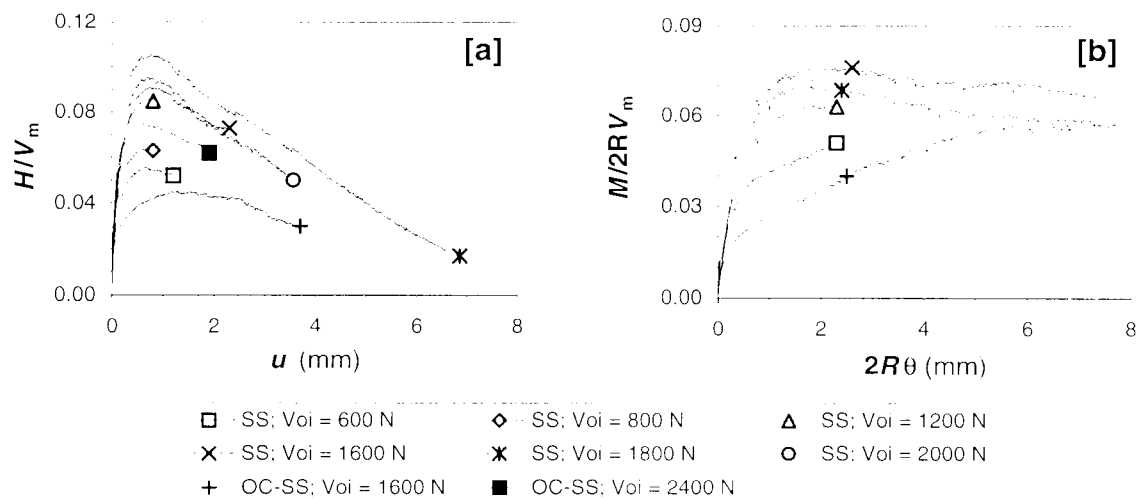 0.12
0.08
0.04
0.00
H/Vm
[a]
0 2 4 6 8
u (mm)
0.09
0.06
0.03
0.00
M/2RVm
[b]
0 2 4 6 8
2Rθ (mm)
SS; Voi = 600 N
SS; Voi = 800 N
SS; Voi = 1200 N
SS; Voi = 1600 N
SS; Voi = 1800 N
SS; Voi = 2000 N
OC-SS; Voi = 1600 N
OC-SS; Voi = 2400 N